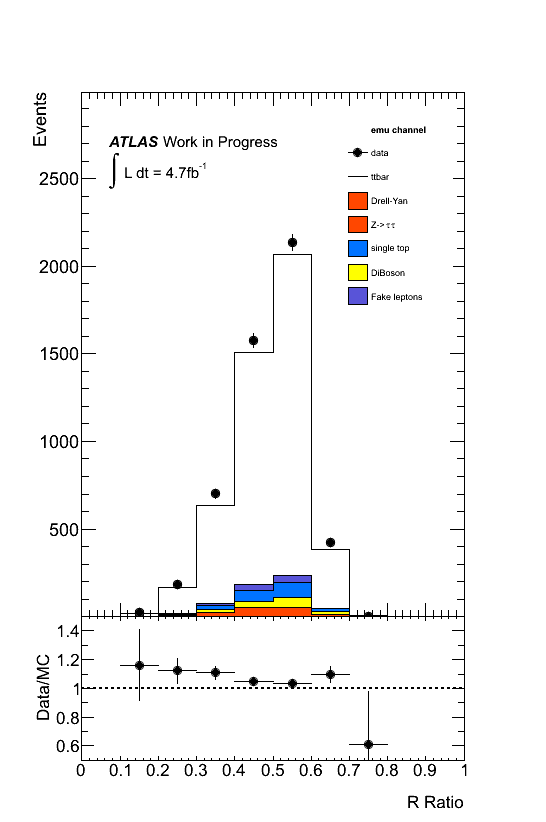 Events
emu channel
ATLAS Work in Progress
∫ L dt = 4.7fb-1
data
ttbar
Drell-Yan
Z->ττ
single top
DiBoson
Fake leptons
2500
2000
1500
1000
500
Data/MC
1.4
1.2
1
0.8
0.6
0 0.1 0.2 0.3 0.4 0.5 0.6 0.7 0.8 0.9 1
R Ratio